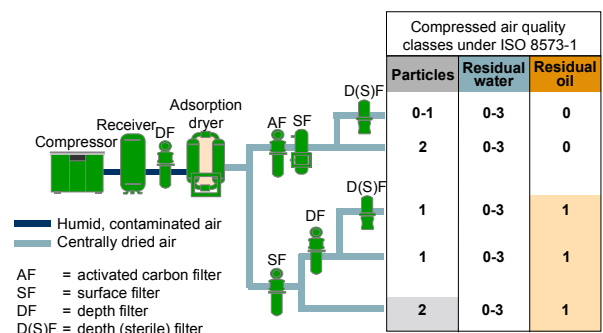 Compressed air quality
classes under ISO 8573-1
Particles
Residual
water
Residual
oil
D(S)F
0-1 0-3 0
Adsorption
dryer
Receiver
DF
AF SF
Compressor
2 0-3 0
D(S)F
1 0-3 1
DF
Humid, contaminated air
Centrally dried air
1 0-3 1
SF
AF = activated carbon filter
SF = surface filter
DF = depth filter
D(S)F = depth (sterile) filter
2 0-3 1